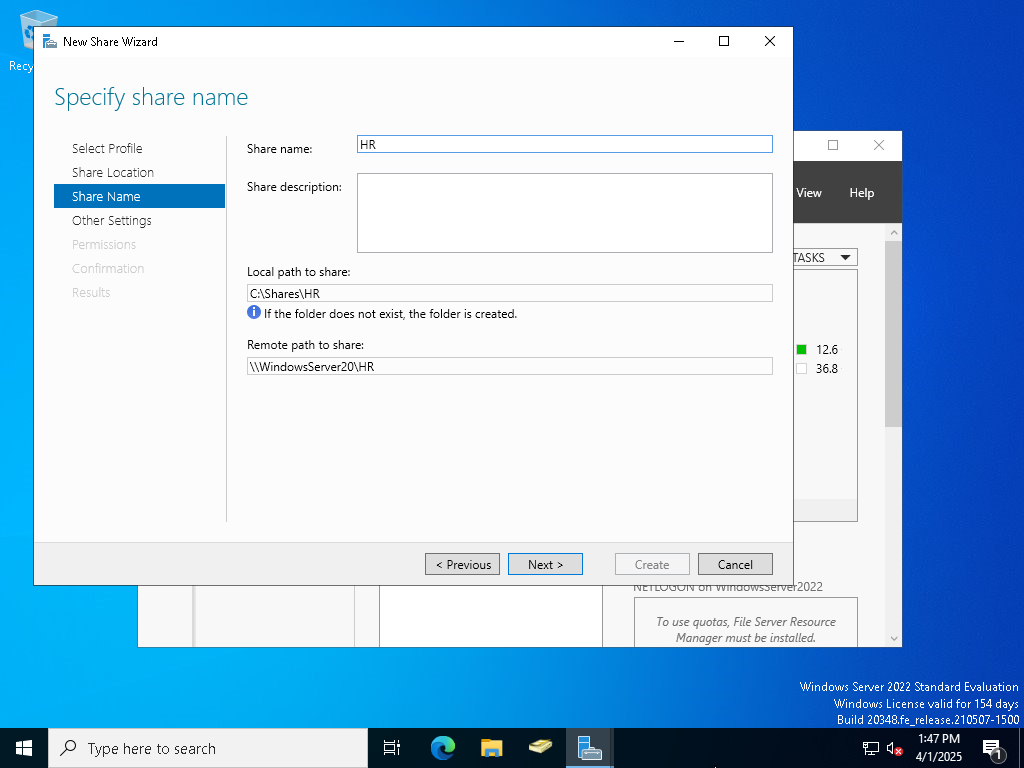 Recy
New Share Wizard
Specify share name
Select Profile
Share Location
Share Name
Other Settings
Permissions
Confirmation
Results
Share name:
HR
Share description:
Local path to share:
C:\Shares\HR
If the folder does not exist, the folder is created.
Remote path to share:
\\WindowsServer20\HR
< Previous
Next >
Create
Cancel
View
Help
TASKS
12.6
36.8
NETLOGON on WindowsServer2022
To use quotas, File Server Resource
Manager must be installed.
Windows Server 2022 Standard Evaluation
Windows License valid for 154 days
Build 20348.fe_release.210507-1500
Type here to search
1:47 PM
4/1/2025
1